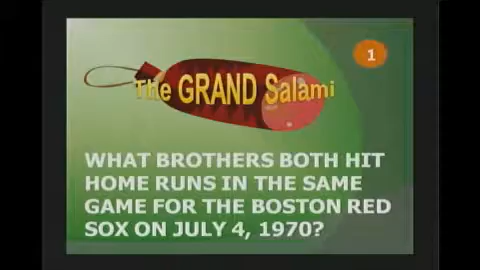 1
The GRAND Salami
WHAT BROTHERS BOTH HIT
HOME RUNS IN THE SAME
GAME FOR THE BOSTON RED
SOX ON JULY 4, 1970?